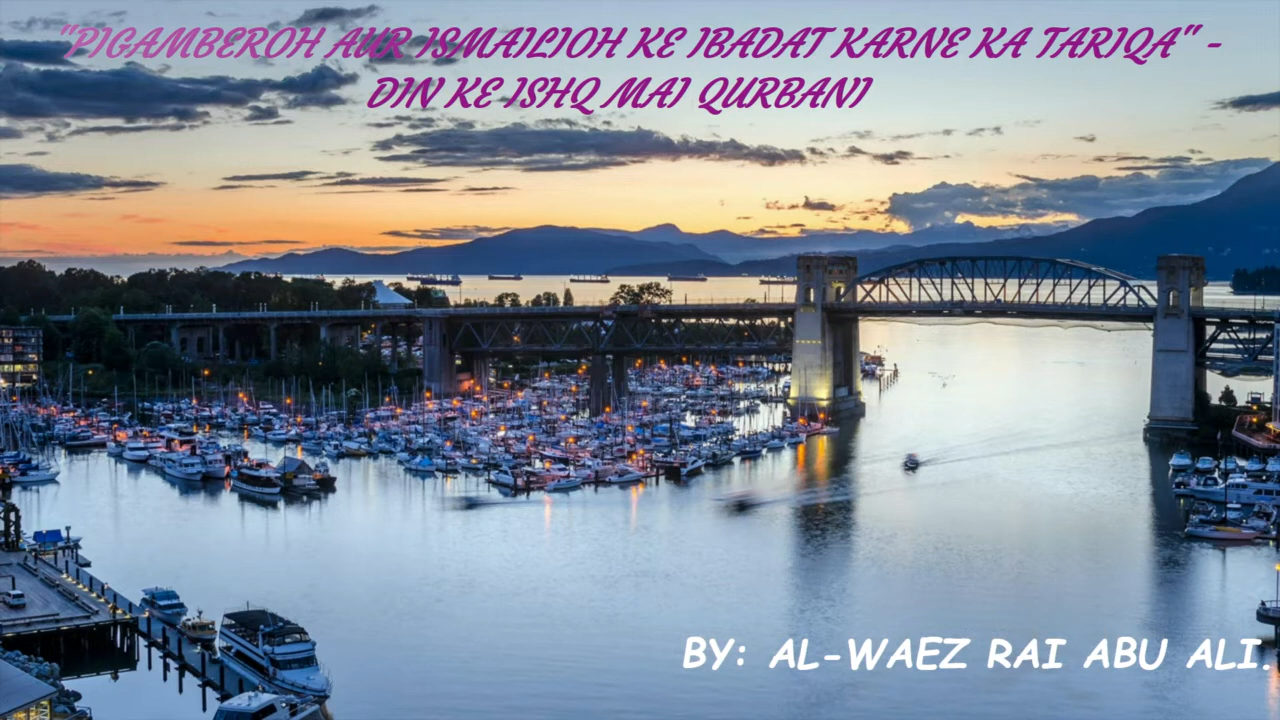 "PIGAMBEROH AUR ISMAILIOH KE IBADAT KARNE KA TARIQA" -
DIN KE ISHQ MAI QURBANI
BY: AL-WAEZ RAI ABU ALI.